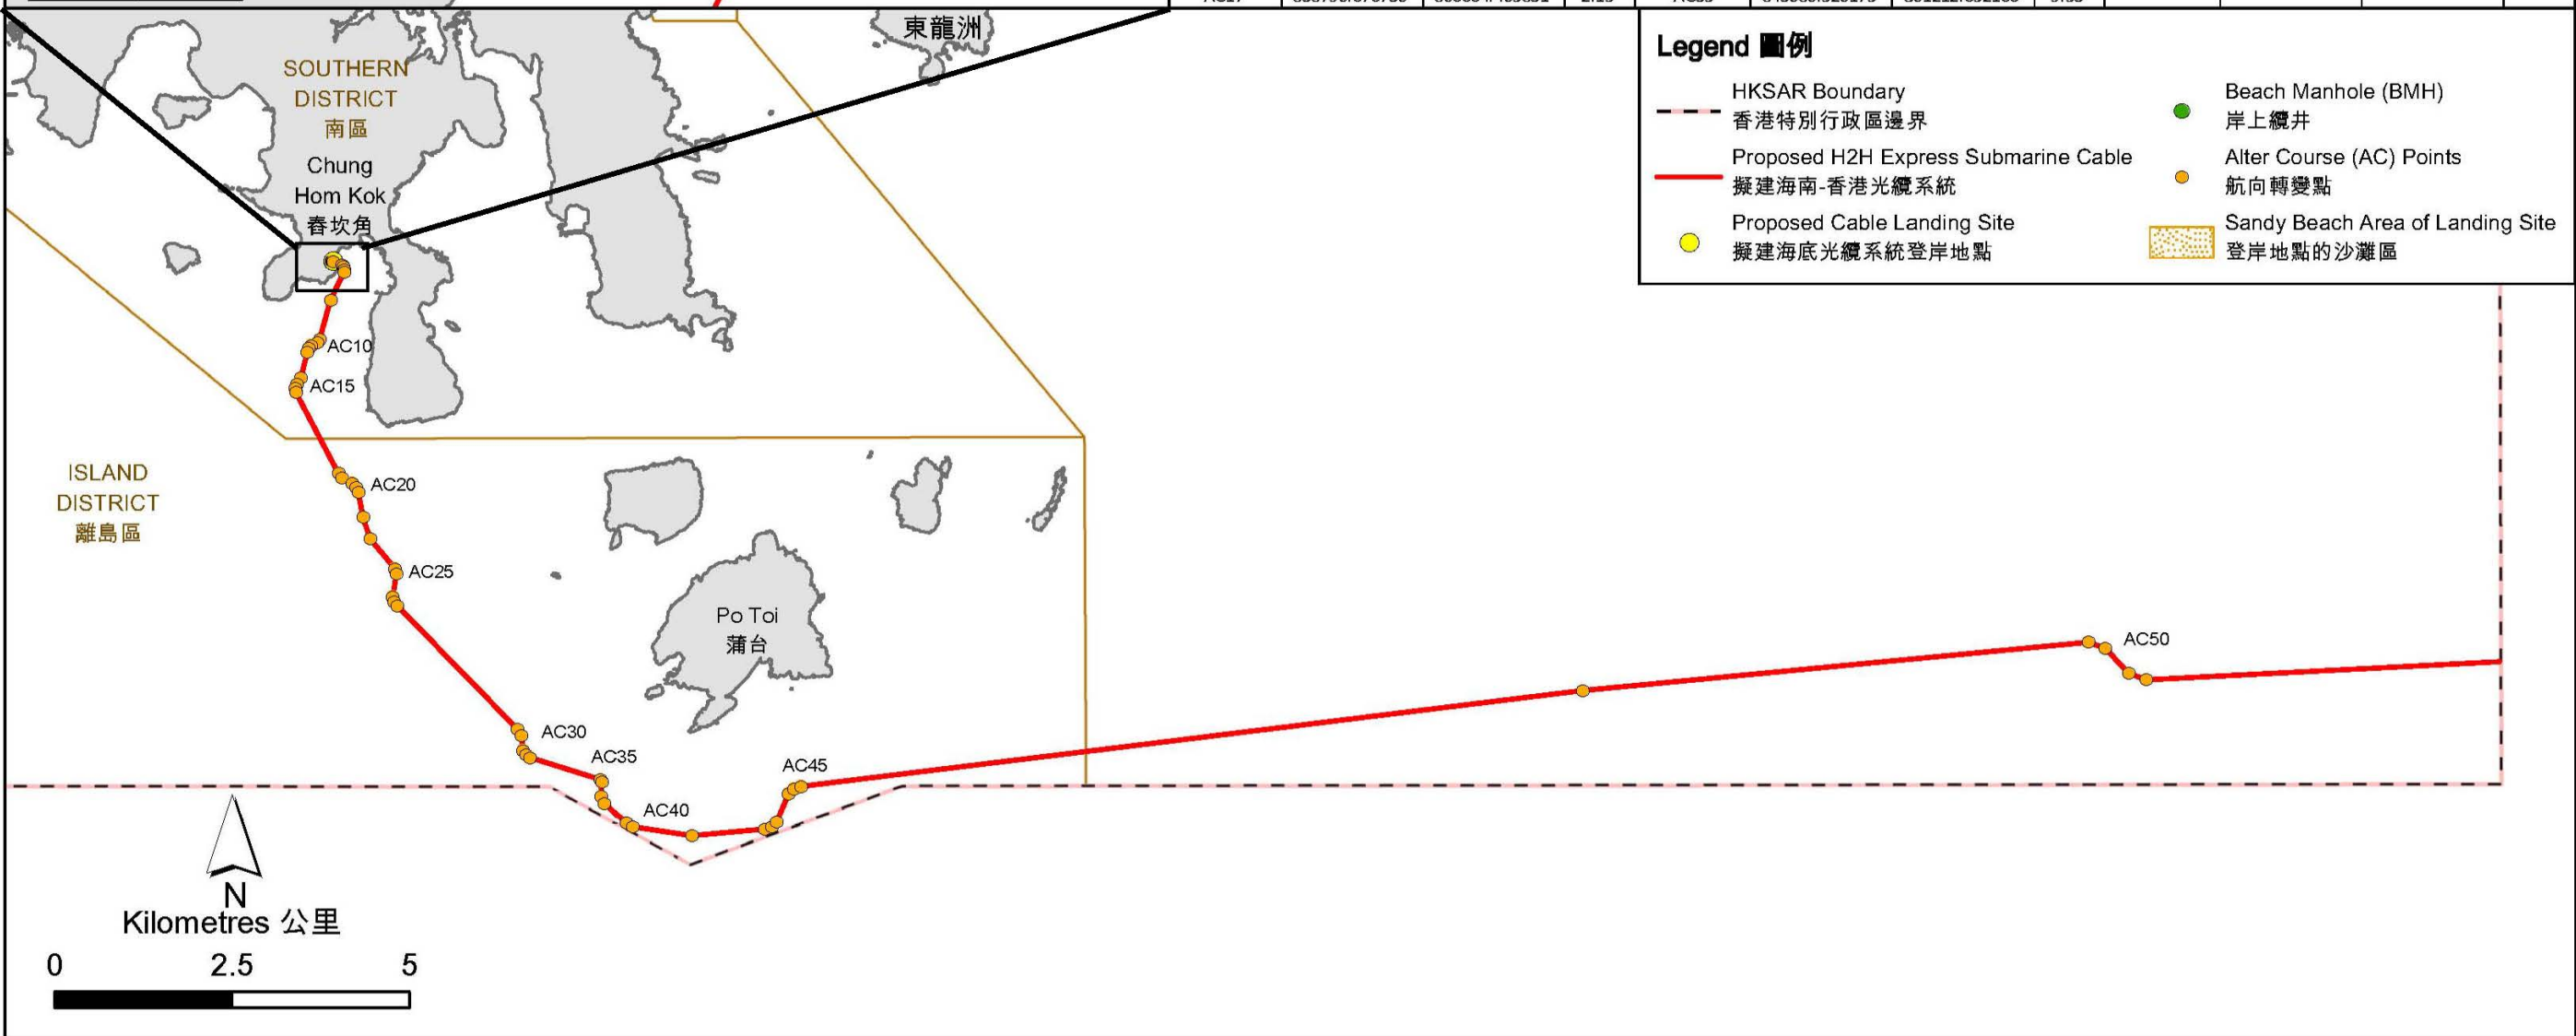 東龍洲
SOUTHERN
DISTRICT
南區
Chung
Hom Kok
舂坎角
AC10
AC15
ISLAND
DISTRICT
離島區
AC20
AC25
Po Toi
蒲台
AC30
AC35
AC40
AC45
AC50
N
Kilometres 公里
0 2.5 5
Legend 圖例
HKSAR Boundary
香港特別行政區邊界
Proposed H2H Express Submarine Cable
擬建海南-香港光纜系統
Proposed Cable Landing Site
擬建海底光纜系統登岸地點
Beach Manhole (BMH)
岸上纜井
Alter Course (AC) Points
航向轉變點
Sandy Beach Area of Landing Site
登岸地點的沙灘區